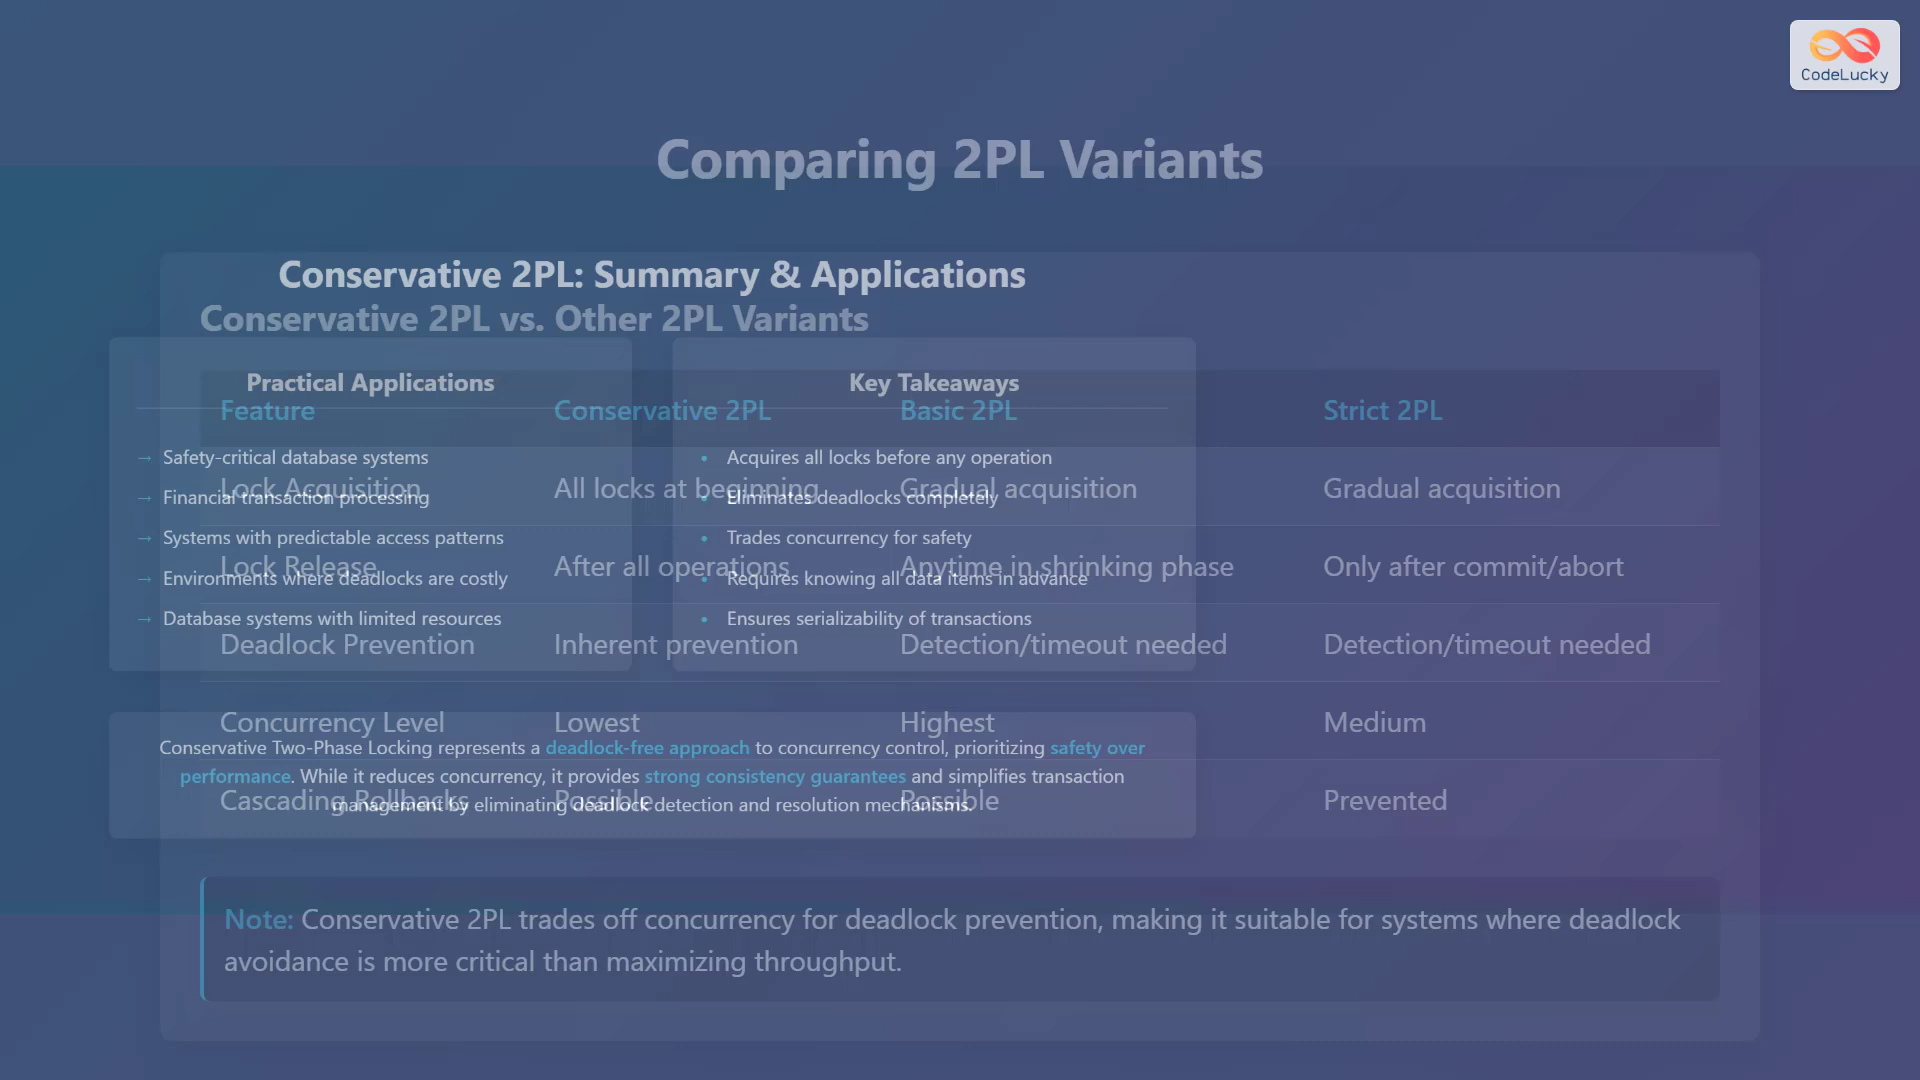 CodeLucky
Comparing 2PL Variants
Conservative 2PL: Summary & Applications
Conservative 2PL vs. Other 2PL Variants
Practical Applications
→ Safety-critical database systems
→ Financial transaction processing
→ Systems with predictable access patterns
→ Environments where deadlocks are costly
→ Database systems with limited resources
Key Takeaways
• Acquires all locks before any operation
• Eliminates deadlocks completely
• Trades concurrency for safety
• Requires knowing all data items in advance
• Ensures serializability of transactions
Conservative Two-Phase Locking represents a deadlock-free approach to concurrency control, prioritizing safety over
performance. While it reduces concurrency, it provides strong consistency guarantees and simplifies transaction
management by eliminating deadlock detection and resolution mechanisms.
Feature Conservative 2PL Basic 2PL Strict 2PL
Lock Acquisition All locks at beginning Gradual acquisition Gradual acquisition
Lock Release After all operations Anytime in shrinking phase Only after commit/abort
Deadlock Prevention Inherent prevention Detection/timeout needed Detection/timeout needed
Concurrency Level Lowest Highest Medium
Cascading Rollbacks Possible Possible Prevented
Note: Conservative 2PL trades off concurrency for deadlock prevention, making it suitable for systems where deadlock
avoidance is more critical than maximizing throughput.